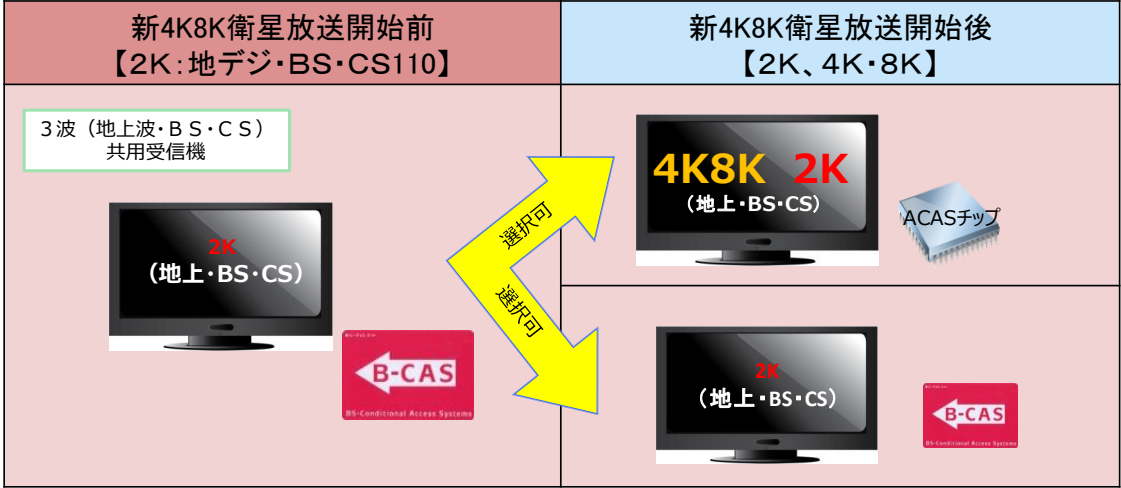 新4K8K衛星放送開始前
【2K:地デジ・BS・CS110】
新4K8K衛星放送開始後
【2K、4K・8K】
3波（地上波・BS・CS）
共用受信機
2K
（地上・BS・CS）
B-CAS
BS-Conditional Access Systems
選択可
選択可
4K8K 2K
（地上・BS・CS）
ACASチップ
2K
（地上・BS・CS）
B-CAS
BS-Conditional Access Systems